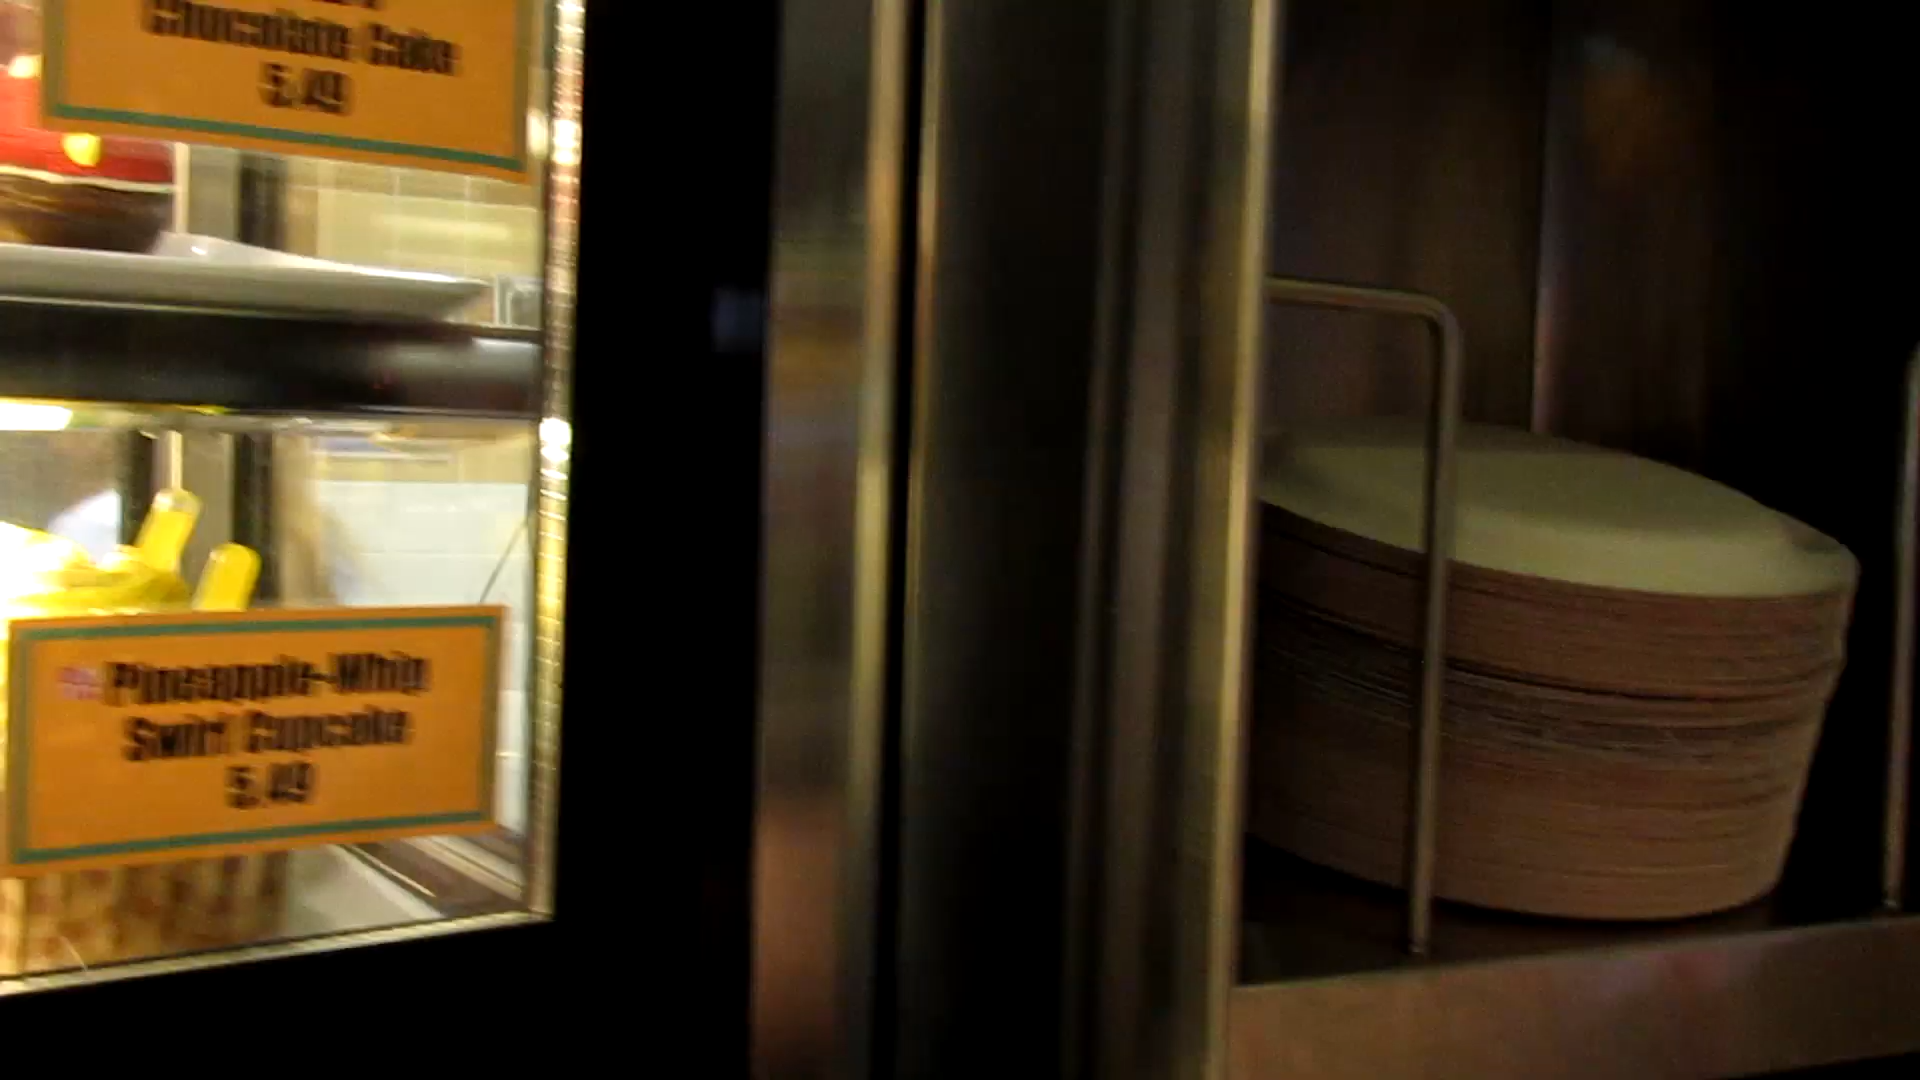 Chocolate Cake
5.49
Pineapple-Whip
Swirl Cupcake
5.49